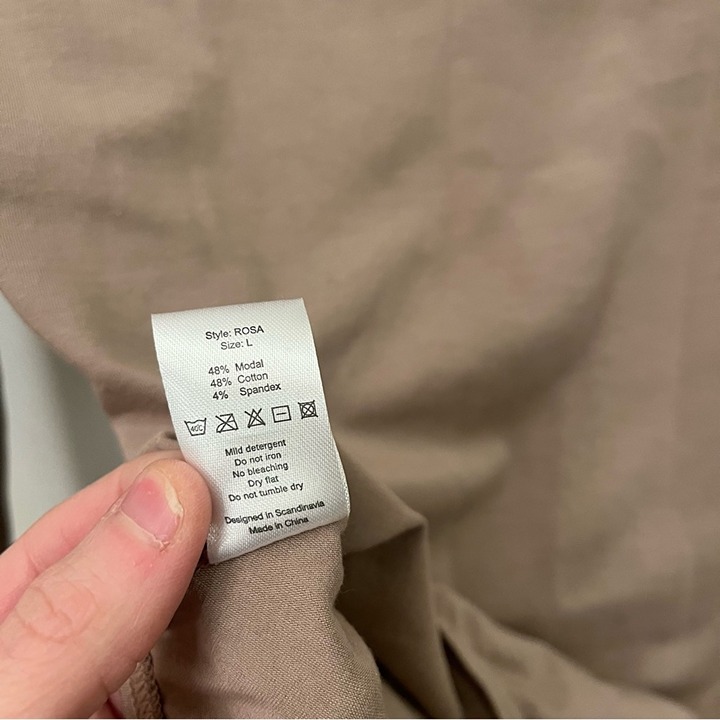 Style: ROSA
Size: L
48% Modal
48% Cotton
4% Spandex
40C
Mild detergent
Do not iron
No bleaching
Dry flat
Do not tumble dry
Designed in Scandinavia
Made in China